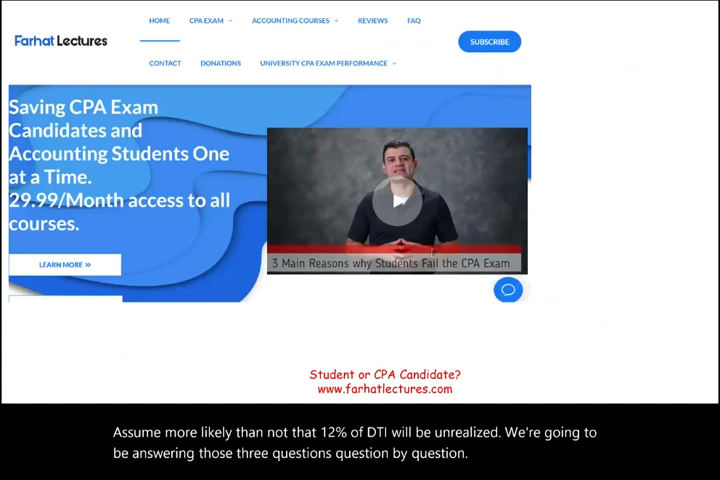 HOME
CPA EXAM
ACCOUNTING COURSES
REVIEWS
FAQ
Farhat Lectures
SUBSCRIBE
CONTACT
DONATIONS
UNIVERSITY CPA EXAM PERFORMANCE
Saving CPA Exam
Candidates and
Accounting Students One
at a Time.
29.99/Month access to all
courses.
LEARN MORE »
3 Main Reasons why Students Fail the CPA Exam
Student or CPA Candidate?
www.farhatlectures.com
Assume more likely than not that 12% of DTI will be unrealized. We're going to
be answering those three questions question by question.